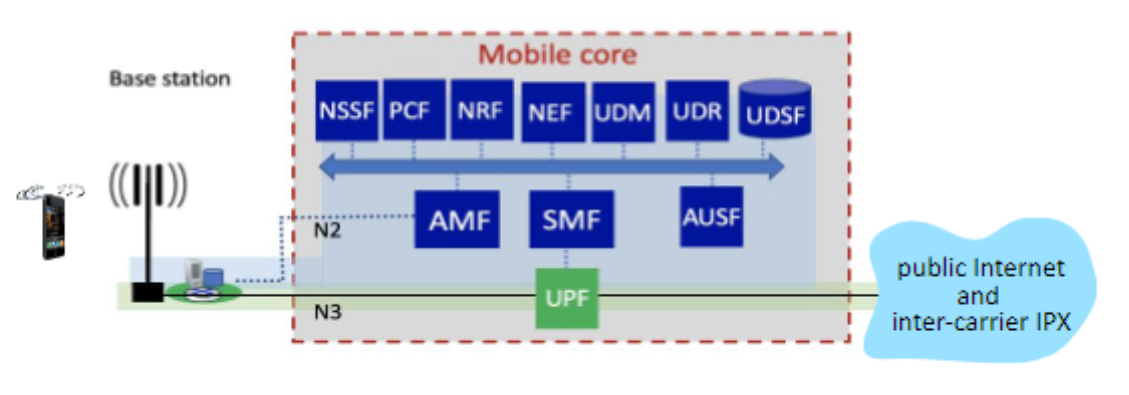 Mobile core
Base station
NSSF PCF NRF NEF UDM UDR UDSF
AMF SMF AUSF
N2
UPF
N3
public Internet
and
inter-carrier IPX